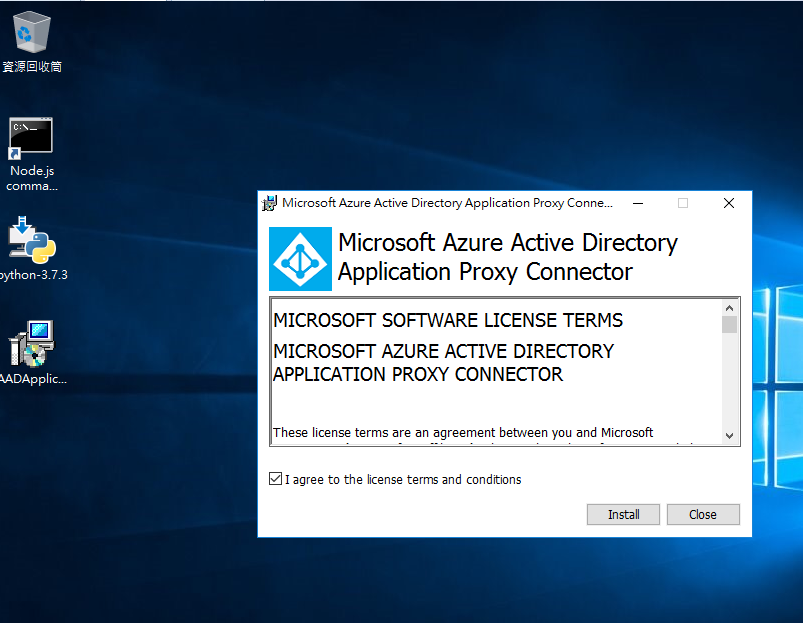 資源回收筒
C:\
Node.js
comma...
python-3.7.3
AADApplic...
Microsoft Azure Active Directory Application Proxy Conne...
Microsoft Azure Active Directory
Application Proxy Connector
MICROSOFT SOFTWARE LICENSE TERMS
MICROSOFT AZURE ACTIVE DIRECTORY
APPLICATION PROXY CONNECTOR
These license terms are an agreement between you and Microsoft
I agree to the license terms and conditions
Install Close